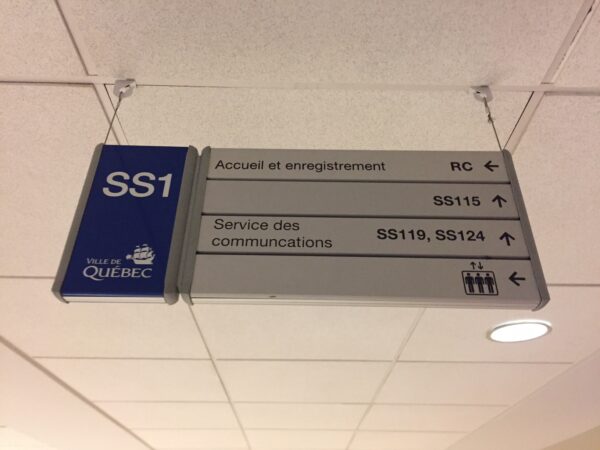 SS1
VILLE DE
QUÉBEC
Accueil et enregistrement RC ←
SS115 ↑
Service des
communcations SS119, SS124 ↑
↑↓ ←